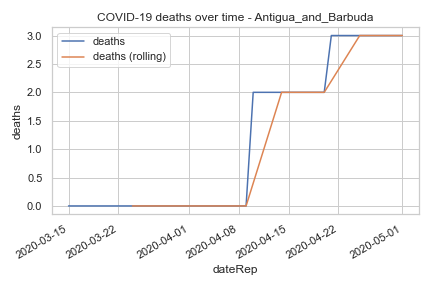 COVID-19 deaths over time - Antigua_and_Barbuda
deaths
deaths (rolling)
3.0
2.5
2.0
1.5
1.0
0.5
0.0
deaths
2020-03-15
2020-03-22
2020-04-01
2020-04-08
2020-04-15
2020-04-22
2020-05-01
dateRep